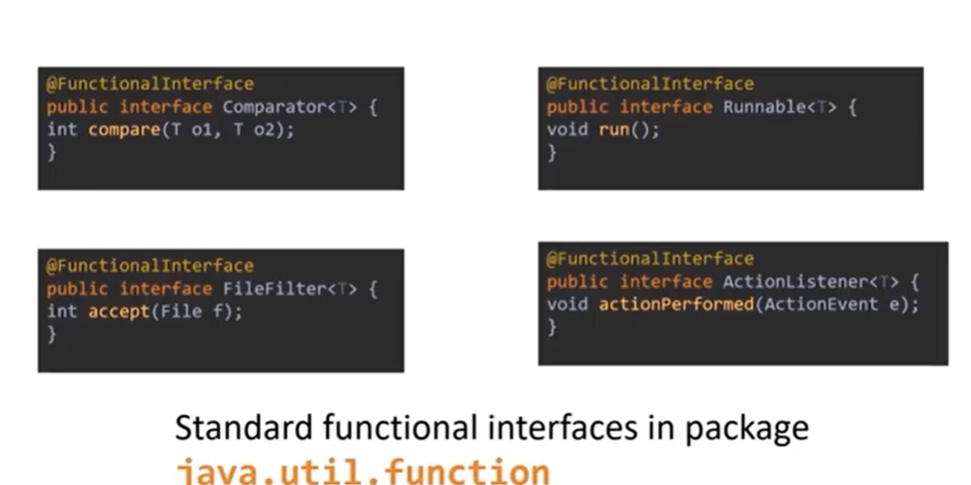 @FunctionalInterface
public interface Comparator<T> {
int compare(T o1, T o2);
}
@FunctionalInterface
public interface Runnable<T> {
void run();
}
@FunctionalInterface
public interface FileFilter<T> {
int accept(File f);
}
@FunctionalInterface
public interface ActionListener<T> {
void actionPerformed(ActionEvent e);
}
Standard functional interfaces in package
java.util.function